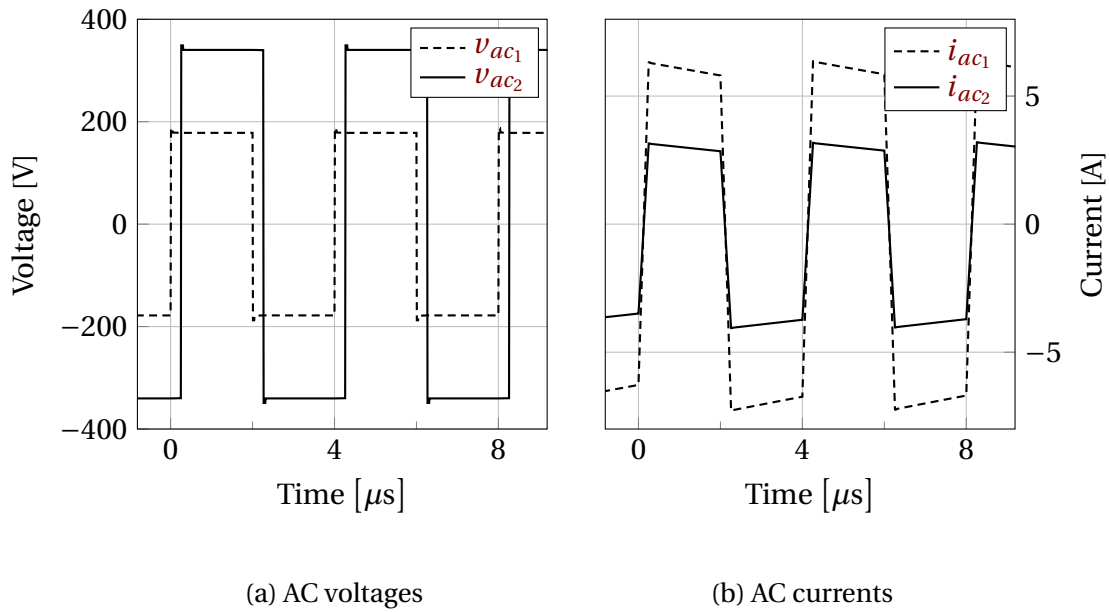 400
200
0
−200
−400
Voltage [V]
v_{ac_1}
v_{ac_2}
0
4
8
Time [μs]
(a) AC voltages
i_{ac_1}
i_{ac_2}
5
0
−5
Current [A]
0
4
8
Time [μs]
(b) AC currents